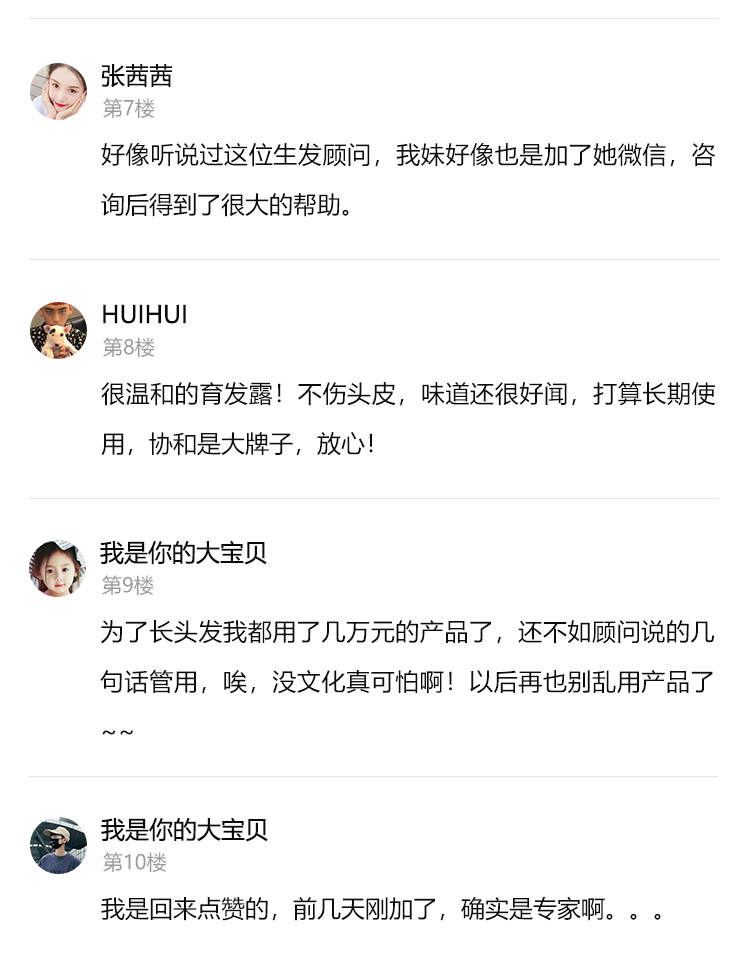 张茜茜
第7楼
好像听说过这位生发顾问，我妹好像也是加了她微信，咨
询后得到了很大的帮助。
HUIHUI
第8楼
很温和的育发露！不伤头皮，味道还很好闻，打算长期使
用，协和是大牌子，放心！
我是你的大宝贝
第9楼
为了长头发我都用了几万元的产品了，还不如顾问说的几
句话管用，唉，没文化真可怕啊！以后再也别乱用产品了
~~
我是你的大宝贝
第10楼
我是回来点赞的，前几天刚加了，确实是专家啊。。。